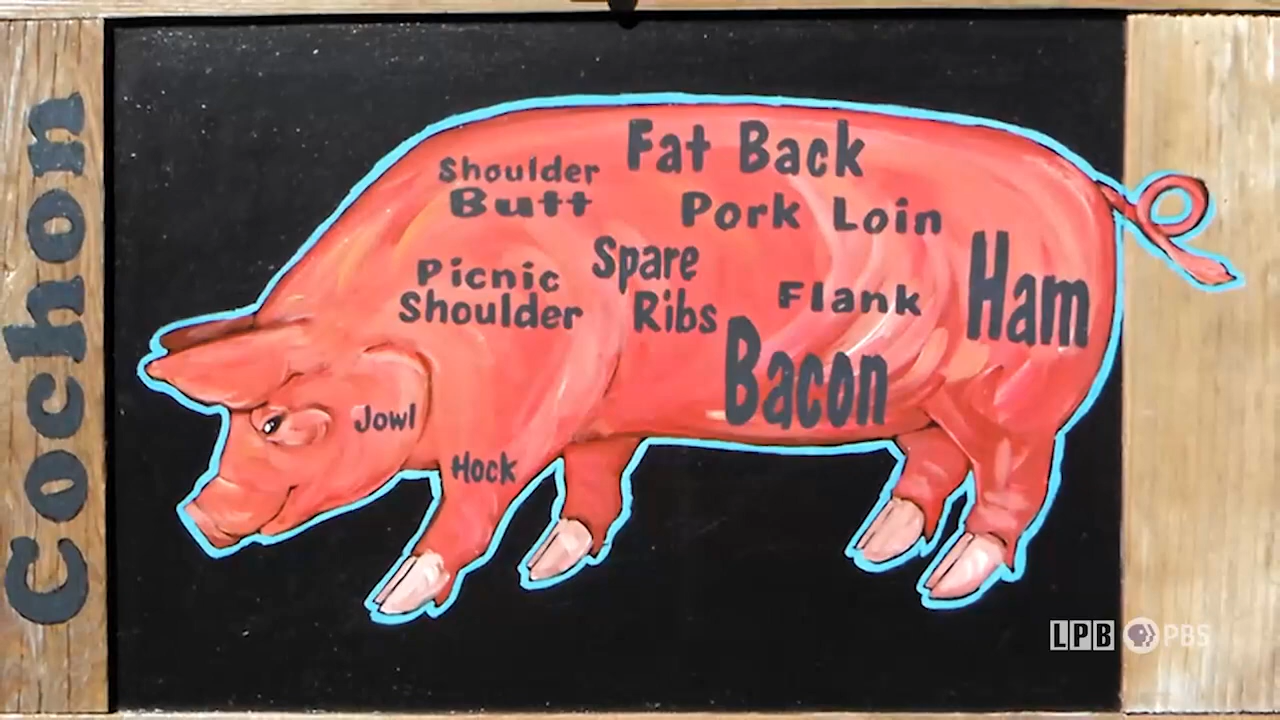 Cochon
Fat Back
Shoulder
Butt
Pork Loin
Spare
Ribs
Picnic
Shoulder
Flank
Ham
Bacon
Jowl
Hock
LPB PBS